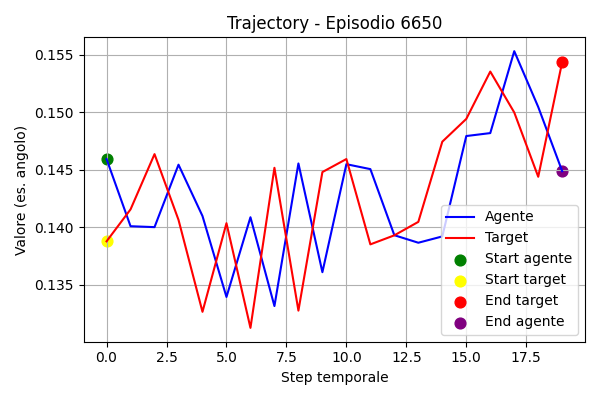 Trajectory - Episodio 6650
Valore (es. angolo)
0.155
0.150
0.145
0.140
0.135
0.0
2.5
5.0
7.5
10.0
12.5
15.0
17.5
Step temporale
Agente
Target
Start agente
Start target
End target
End agente